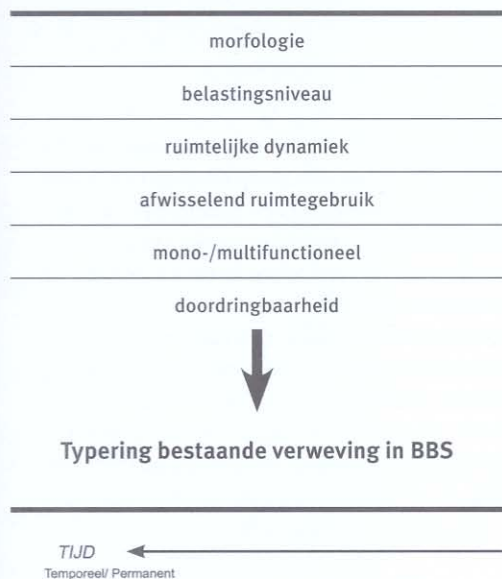 morfologie
belastingsniveau
ruimtelijke dynamiek
afwisselend ruimtegebruik
mono-/multifunctioneel
doordringbaarheid
Typering bestaande verweving in BBS
TIJD
Temporeel/ Permanent